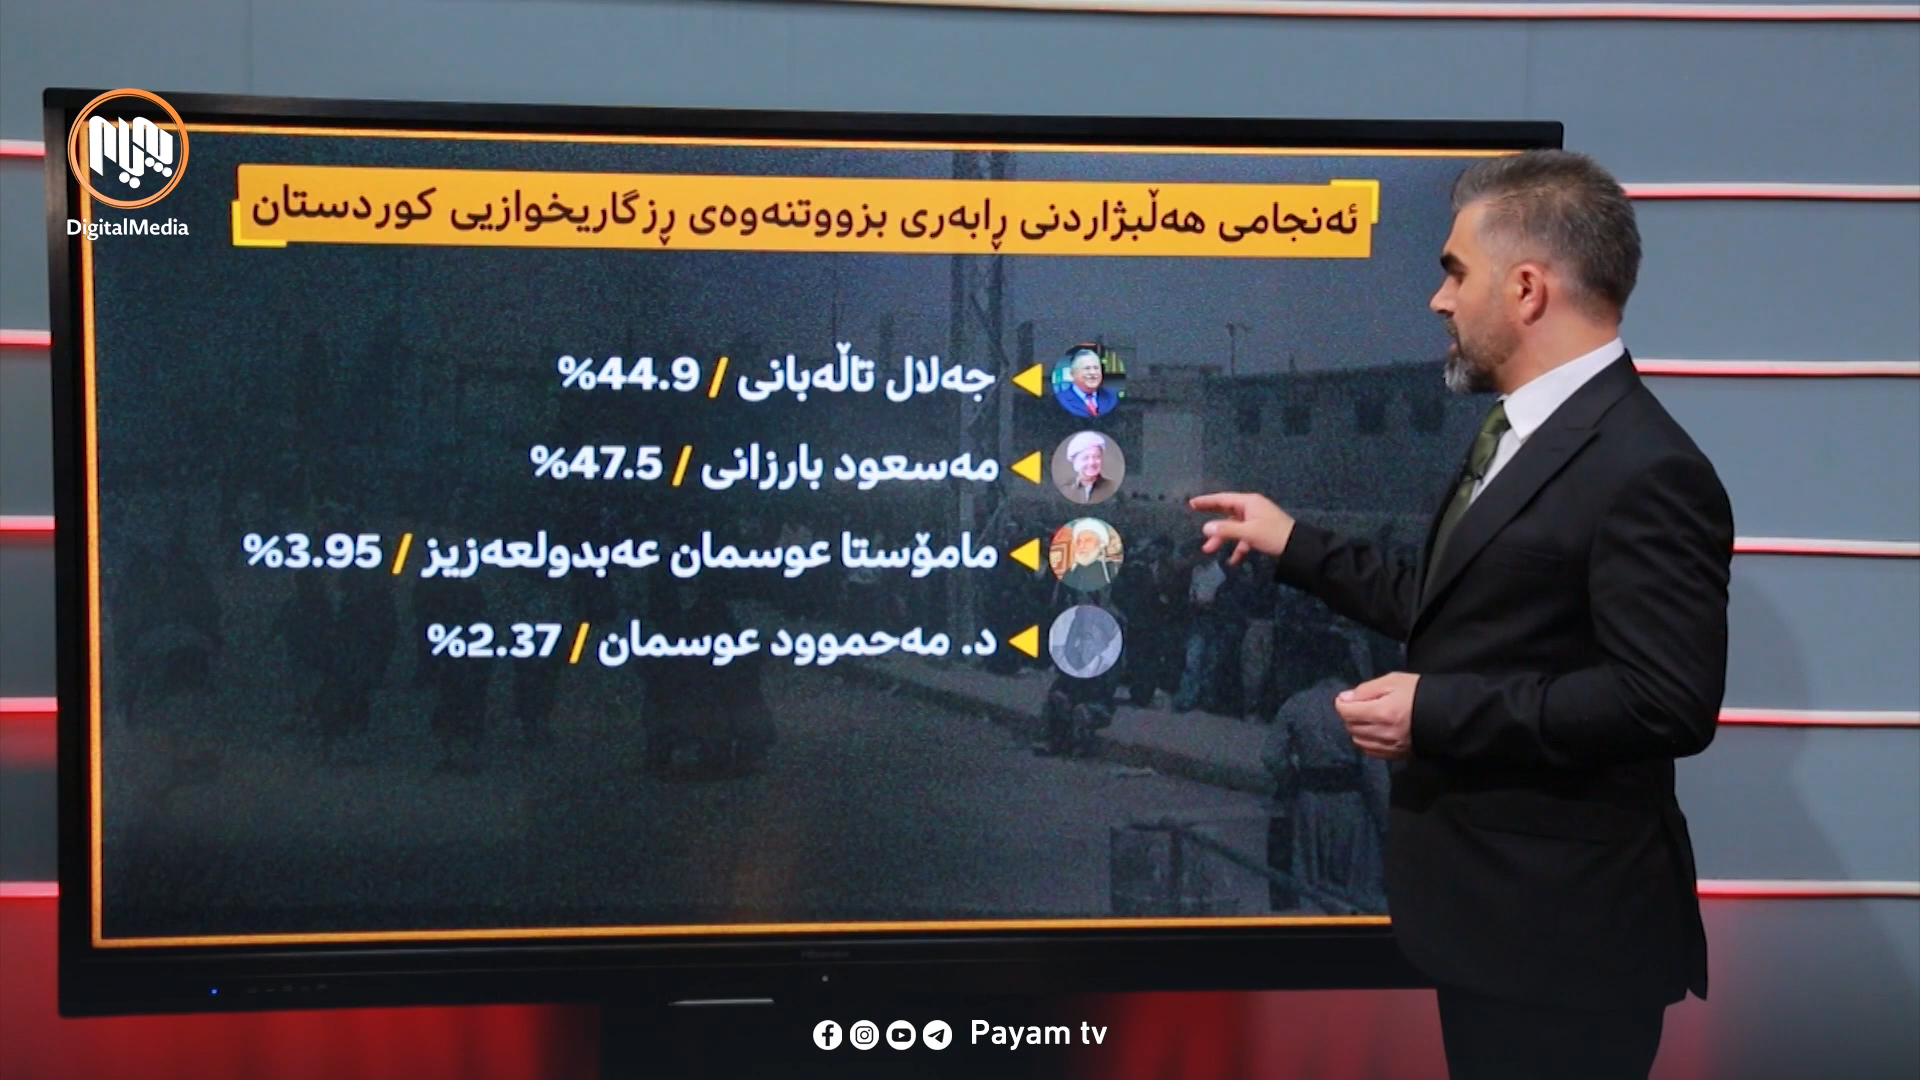 پەیام
DigitalMedia
ئەنجامی هەڵبژاردنی ڕابەری بزووتنەوەی ڕزگاریخوازیی کوردستان
جەلال تاڵەبانی / 44.9%
مەسعود بارزانی / 47.5%
مامۆستا عوسمان عەبدولعەزیز / 3.95%
د. مەحموود عوسمان / 2.37%
Payam tv